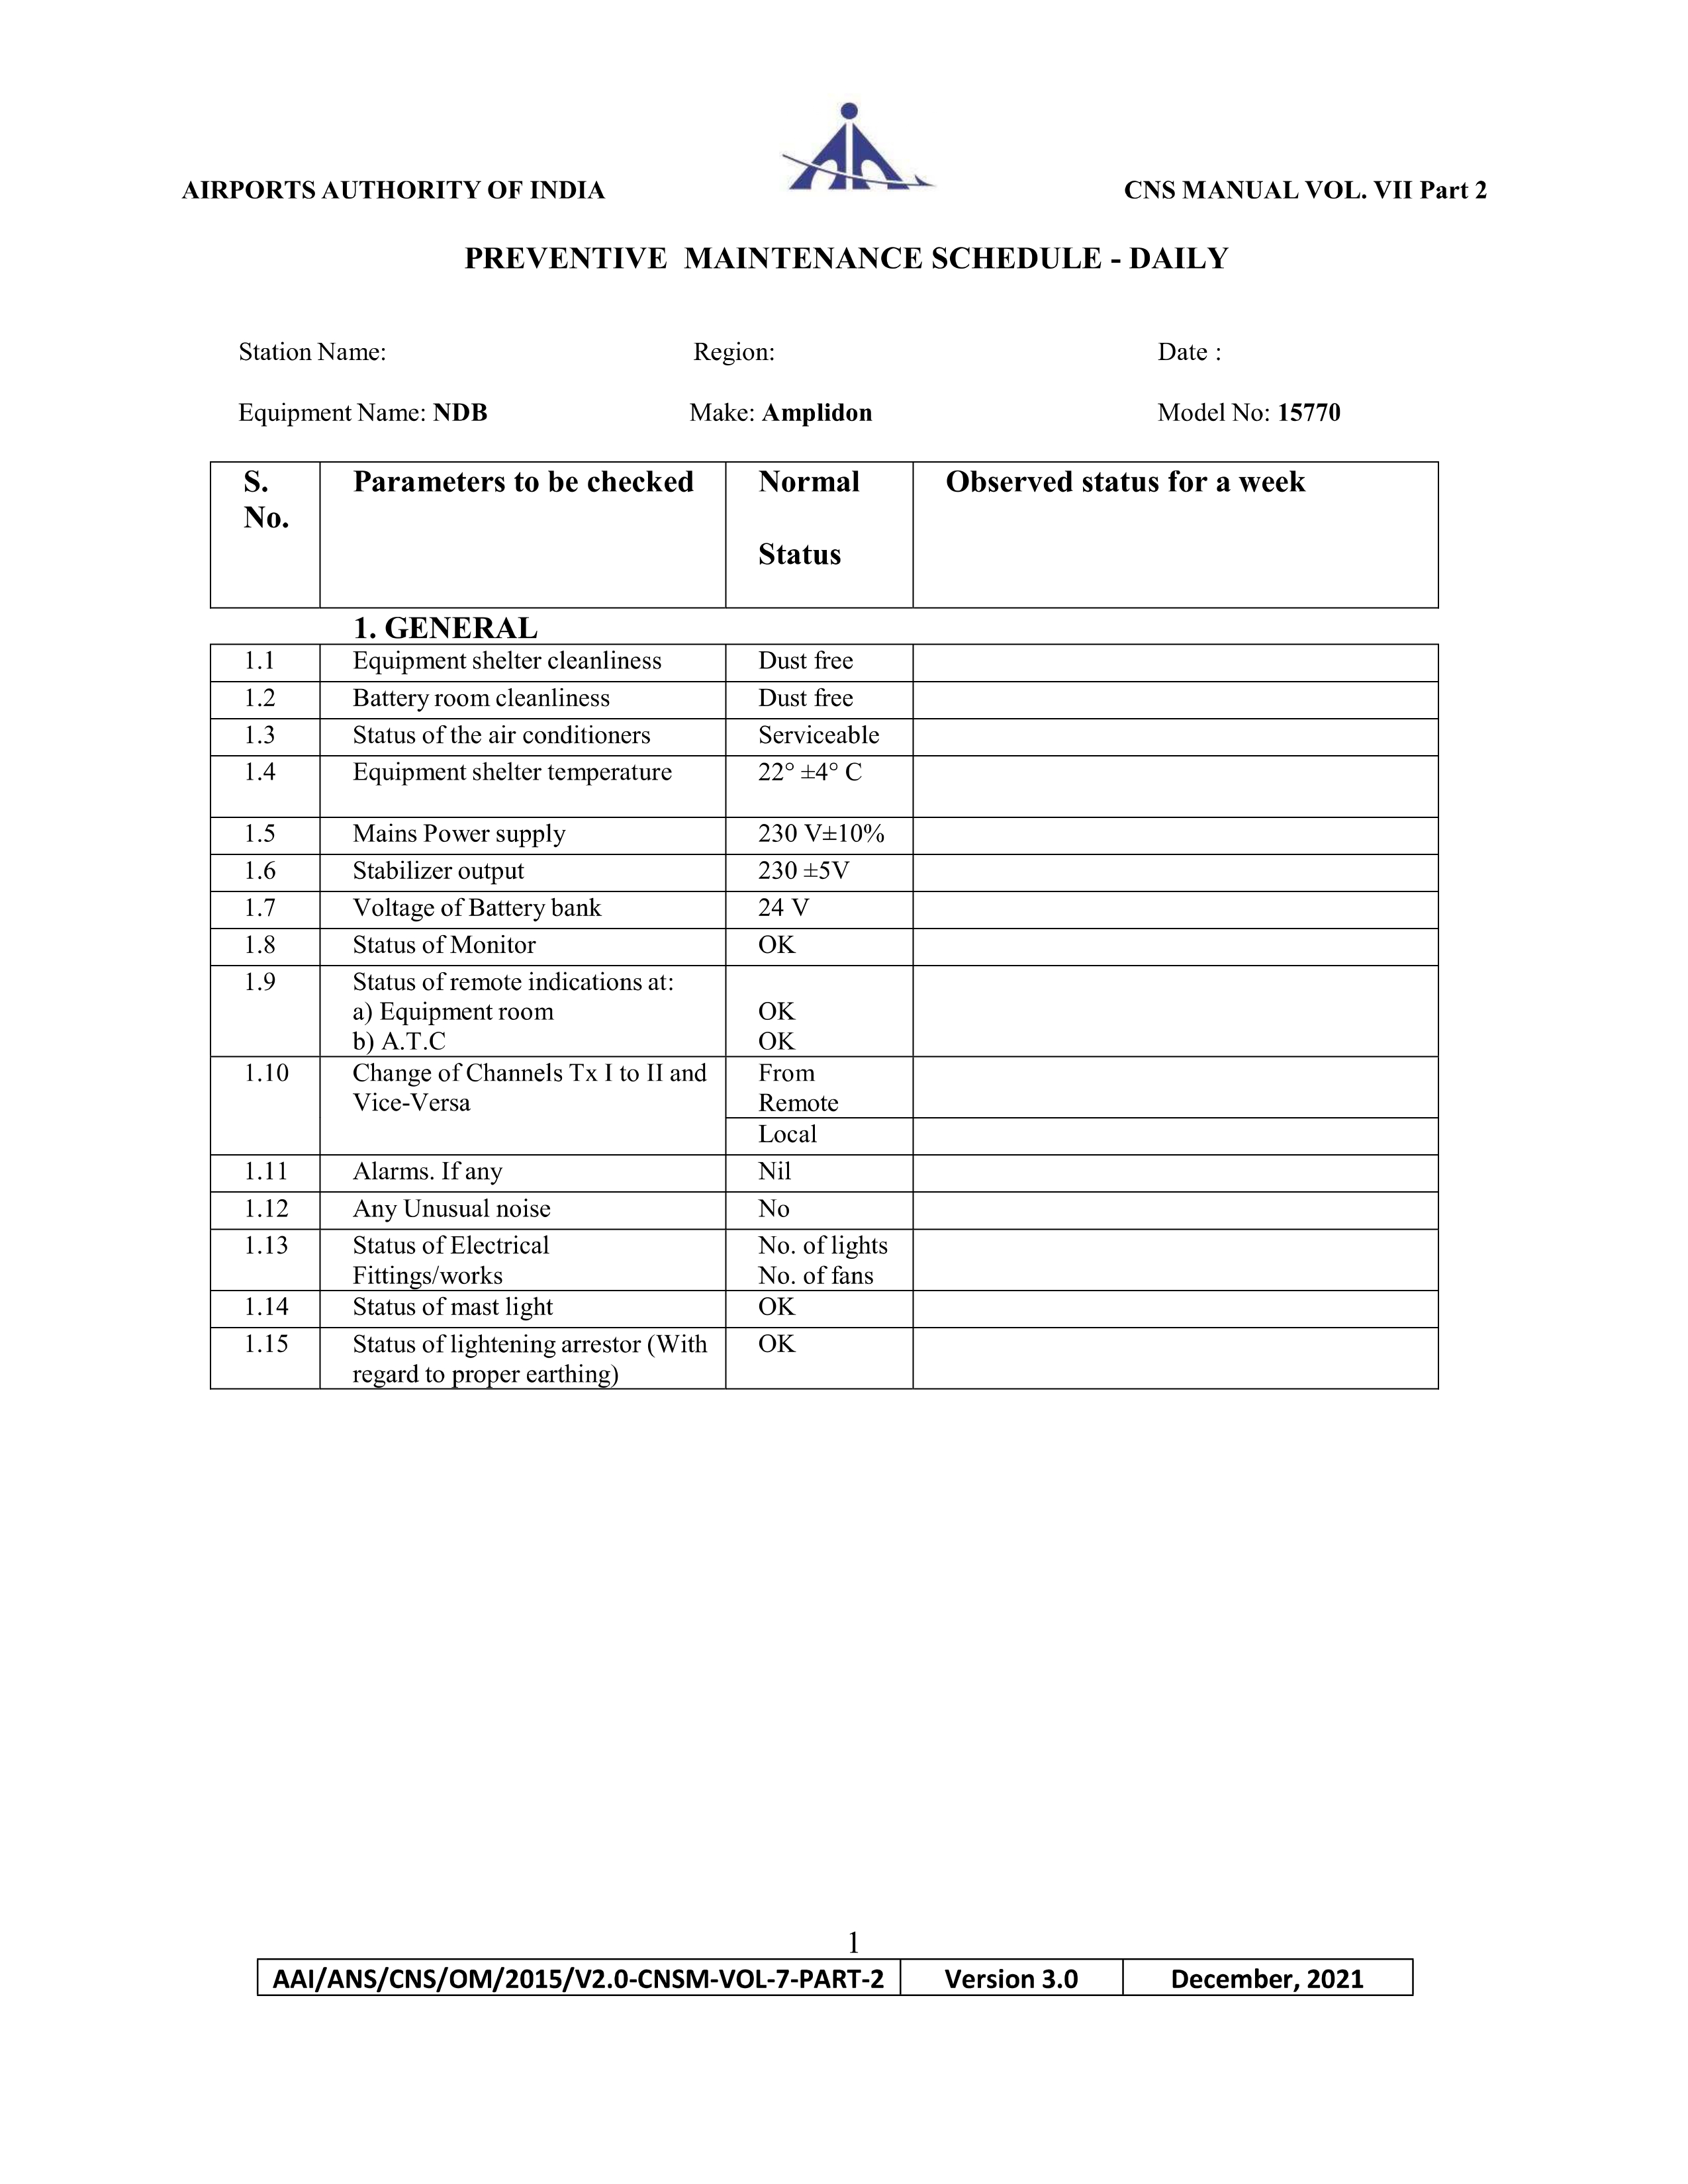 AIRPORTS AUTHORITY OF INDIA
CNS MANUAL VOL. VII Part 2
PREVENTIVE MAINTENANCE SCHEDULE - DAILY
Station Name:
Region:
Date :
Equipment Name: NDB
Make: Amplidon
Model No: 15770
S. No.
Parameters to be checked
Normal Status
Observed status for a week
1. GENERAL
1.1 Equipment shelter cleanliness Dust free
1.2 Battery room cleanliness Dust free
1.3 Status of the air conditioners Serviceable
1.4 Equipment shelter temperature 22° ±4° C
1.5 Mains Power supply 230 V±10%
1.6 Stabilizer output 230 ±5V
1.7 Voltage of Battery bank 24 V
1.8 Status of Monitor OK
1.9 Status of remote indications at:
a) Equipment room OK
b) A.T.C OK
1.10 Change of Channels Tx I to II and From
Vice-Versa Remote
Local
1.11 Alarms. If any Nil
1.12 Any Unusual noise No
1.13 Status of Electrical No. of lights
Fittings/works No. of fans
1.14 Status of mast light OK
1.15 Status of lightening arrestor (With OK
regard to proper earthing)
1
AAI/ANS/CNS/OM/2015/V2.0-CNSM-VOL-7-PART-2 Version 3.0 December, 2021